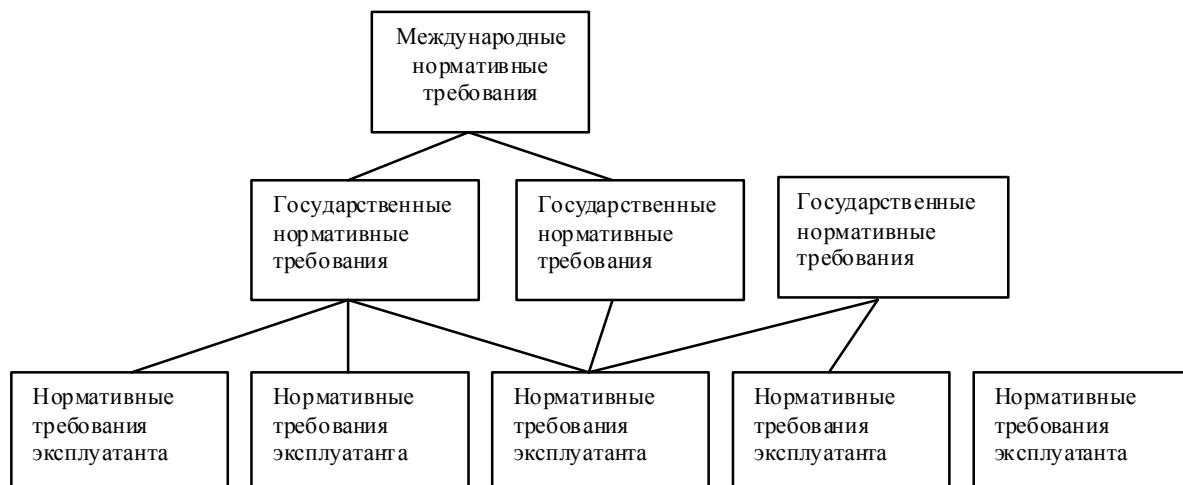 Международные
нормативные
требования
Государственные
нормативные
требования
Государственные
нормативные
требования
Государственные
нормативные
требования
Нормативные
требования
эксплуатанта
Нормативные
требования
эксплуатанта
Нормативные
требования
эксплуатанта
Нормативные
требования
эксплуатанта
Нормативные
требования
эксплуатанта